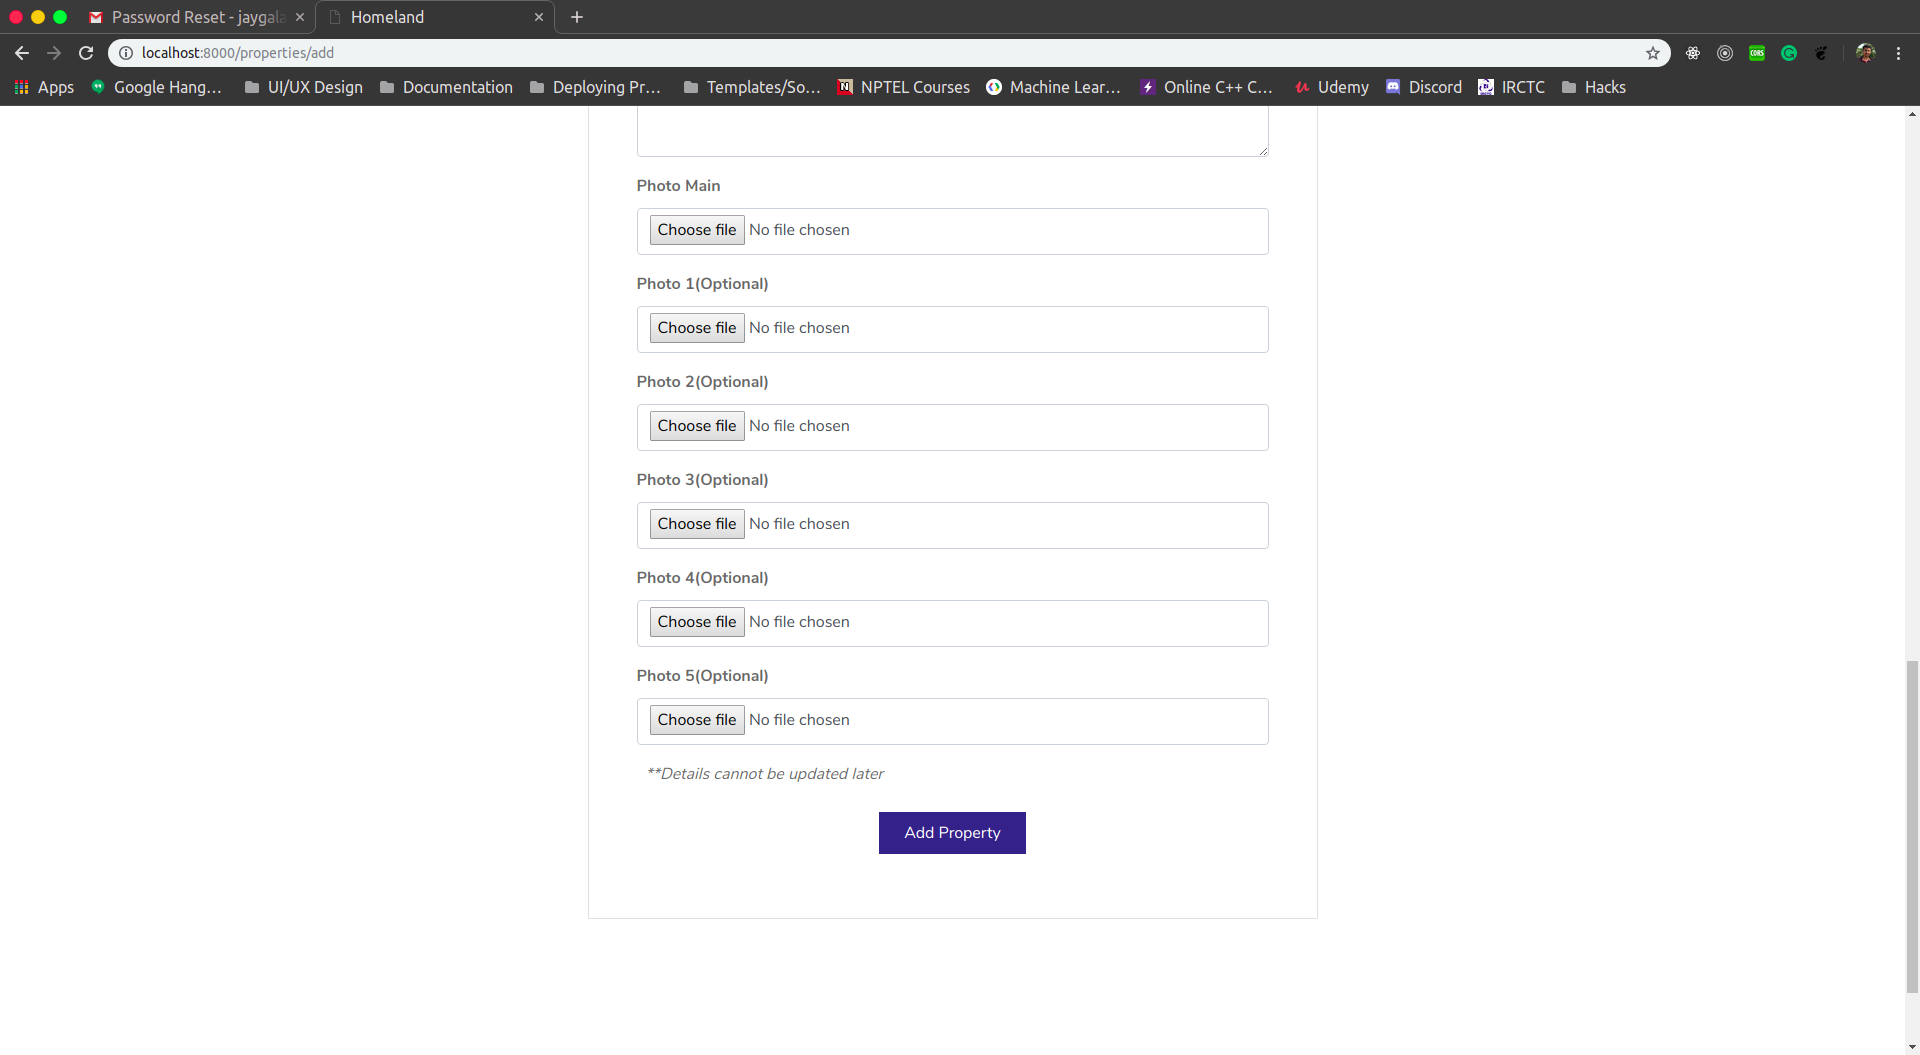 Password Reset - jaygala
Homeland
localhost:8000/properties/add
Apps
Google Hang...
UI/UX Design
Documentation
Deploying Pr...
Templates/So...
NPTEL Courses
Machine Lear...
Online C++ C...
Udemy
Discord
IRCTC
Hacks
Photo Main
Choose file No file chosen
Photo 1(Optional)
Choose file No file chosen
Photo 2(Optional)
Choose file No file chosen
Photo 3(Optional)
Choose file No file chosen
Photo 4(Optional)
Choose file No file chosen
Photo 5(Optional)
Choose file No file chosen
**Details cannot be updated later
Add Property